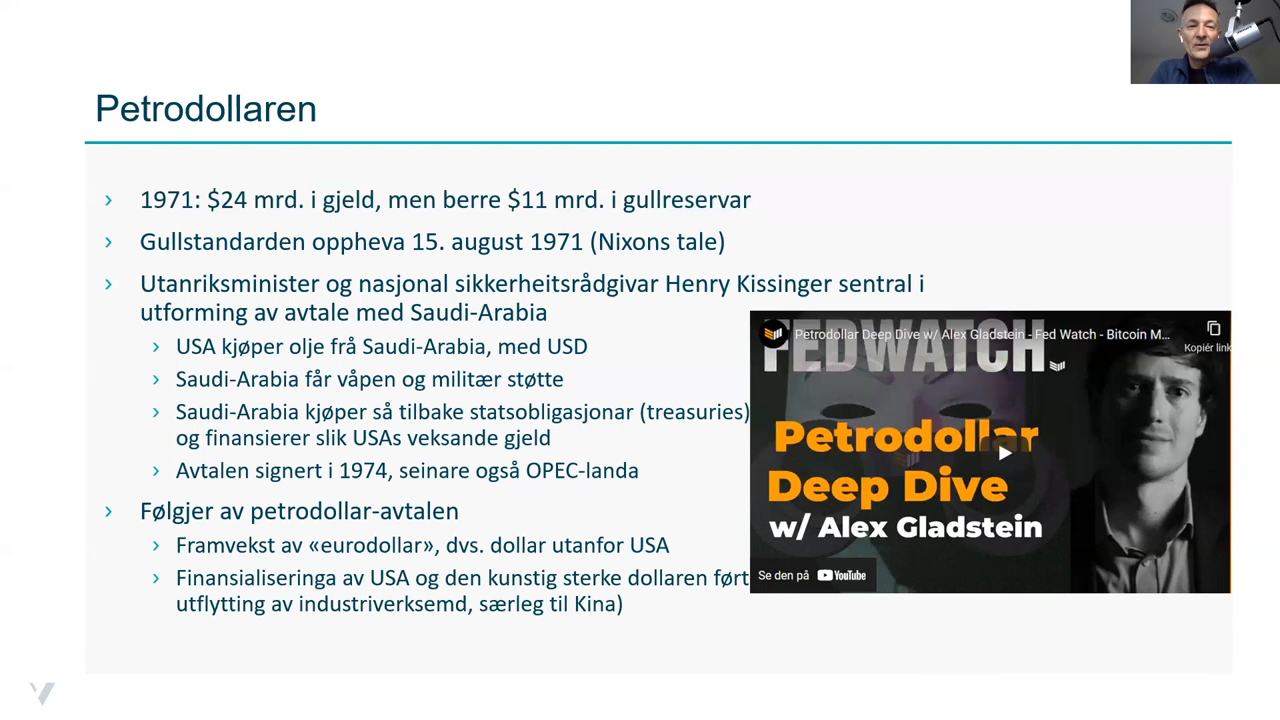 Petrodollaren
1971: $24 mrd. i gjeld, men berre $11 mrd. i gullreservar
Gullstandarden oppheva 15. august 1971 (Nixons tale)
Utanriksminister og nasjonal sikkerheitsrådgivar Henry Kissinger sentral i
utforming av avtale med Saudi-Arabia
USA kjøper olje frå Saudi-Arabia, med USD
Saudi-Arabia får våpen og militær støtte
Saudi-Arabia kjøper så tilbake statsobligasjonar (treasuries)
og finansierer slik USAs veksande gjeld
Avtalen signert i 1974, seinare også OPEC-landa
Følgjer av petrodollar-avtalen
Framvekst av «eurodollar», dvs. dollar utanfor USA
Finansialiseringa av USA og den kunstig sterke dollaren ført
utflytting av industriverksemd, særleg til Kina)
Petrodollar Deep Dive w/ Alex Gladstein - Fed Watch - Bitcoin M...
Kopiér link
FEDWATCH
Petrodollar
Deep Dive
w/ Alex Gladstein
Se den på YouTube